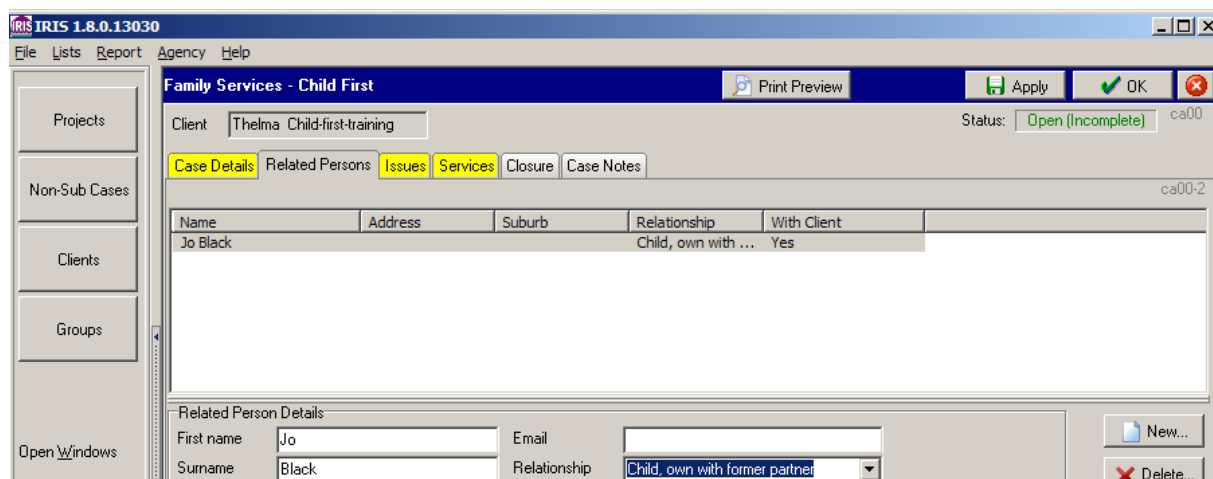 IRIS IRIS 1.8.0.13030
File Lists Report Agency Help
Family Services - Child First Print Preview Apply OK
Projects
Client Thelma Child-first-training Status: Open (Incomplete) ca00
Case Details Related Persons Issues Services Closure Case Notes
Non-Sub Cases
ca00-2
Name Address Suburb Relationship With Client
Jo Black Child, own with ... Yes
Clients
Groups
Related Person Details
First name Jo Email New...
Open Windows
Surname Black Relationship Child, own with former partner Delete...